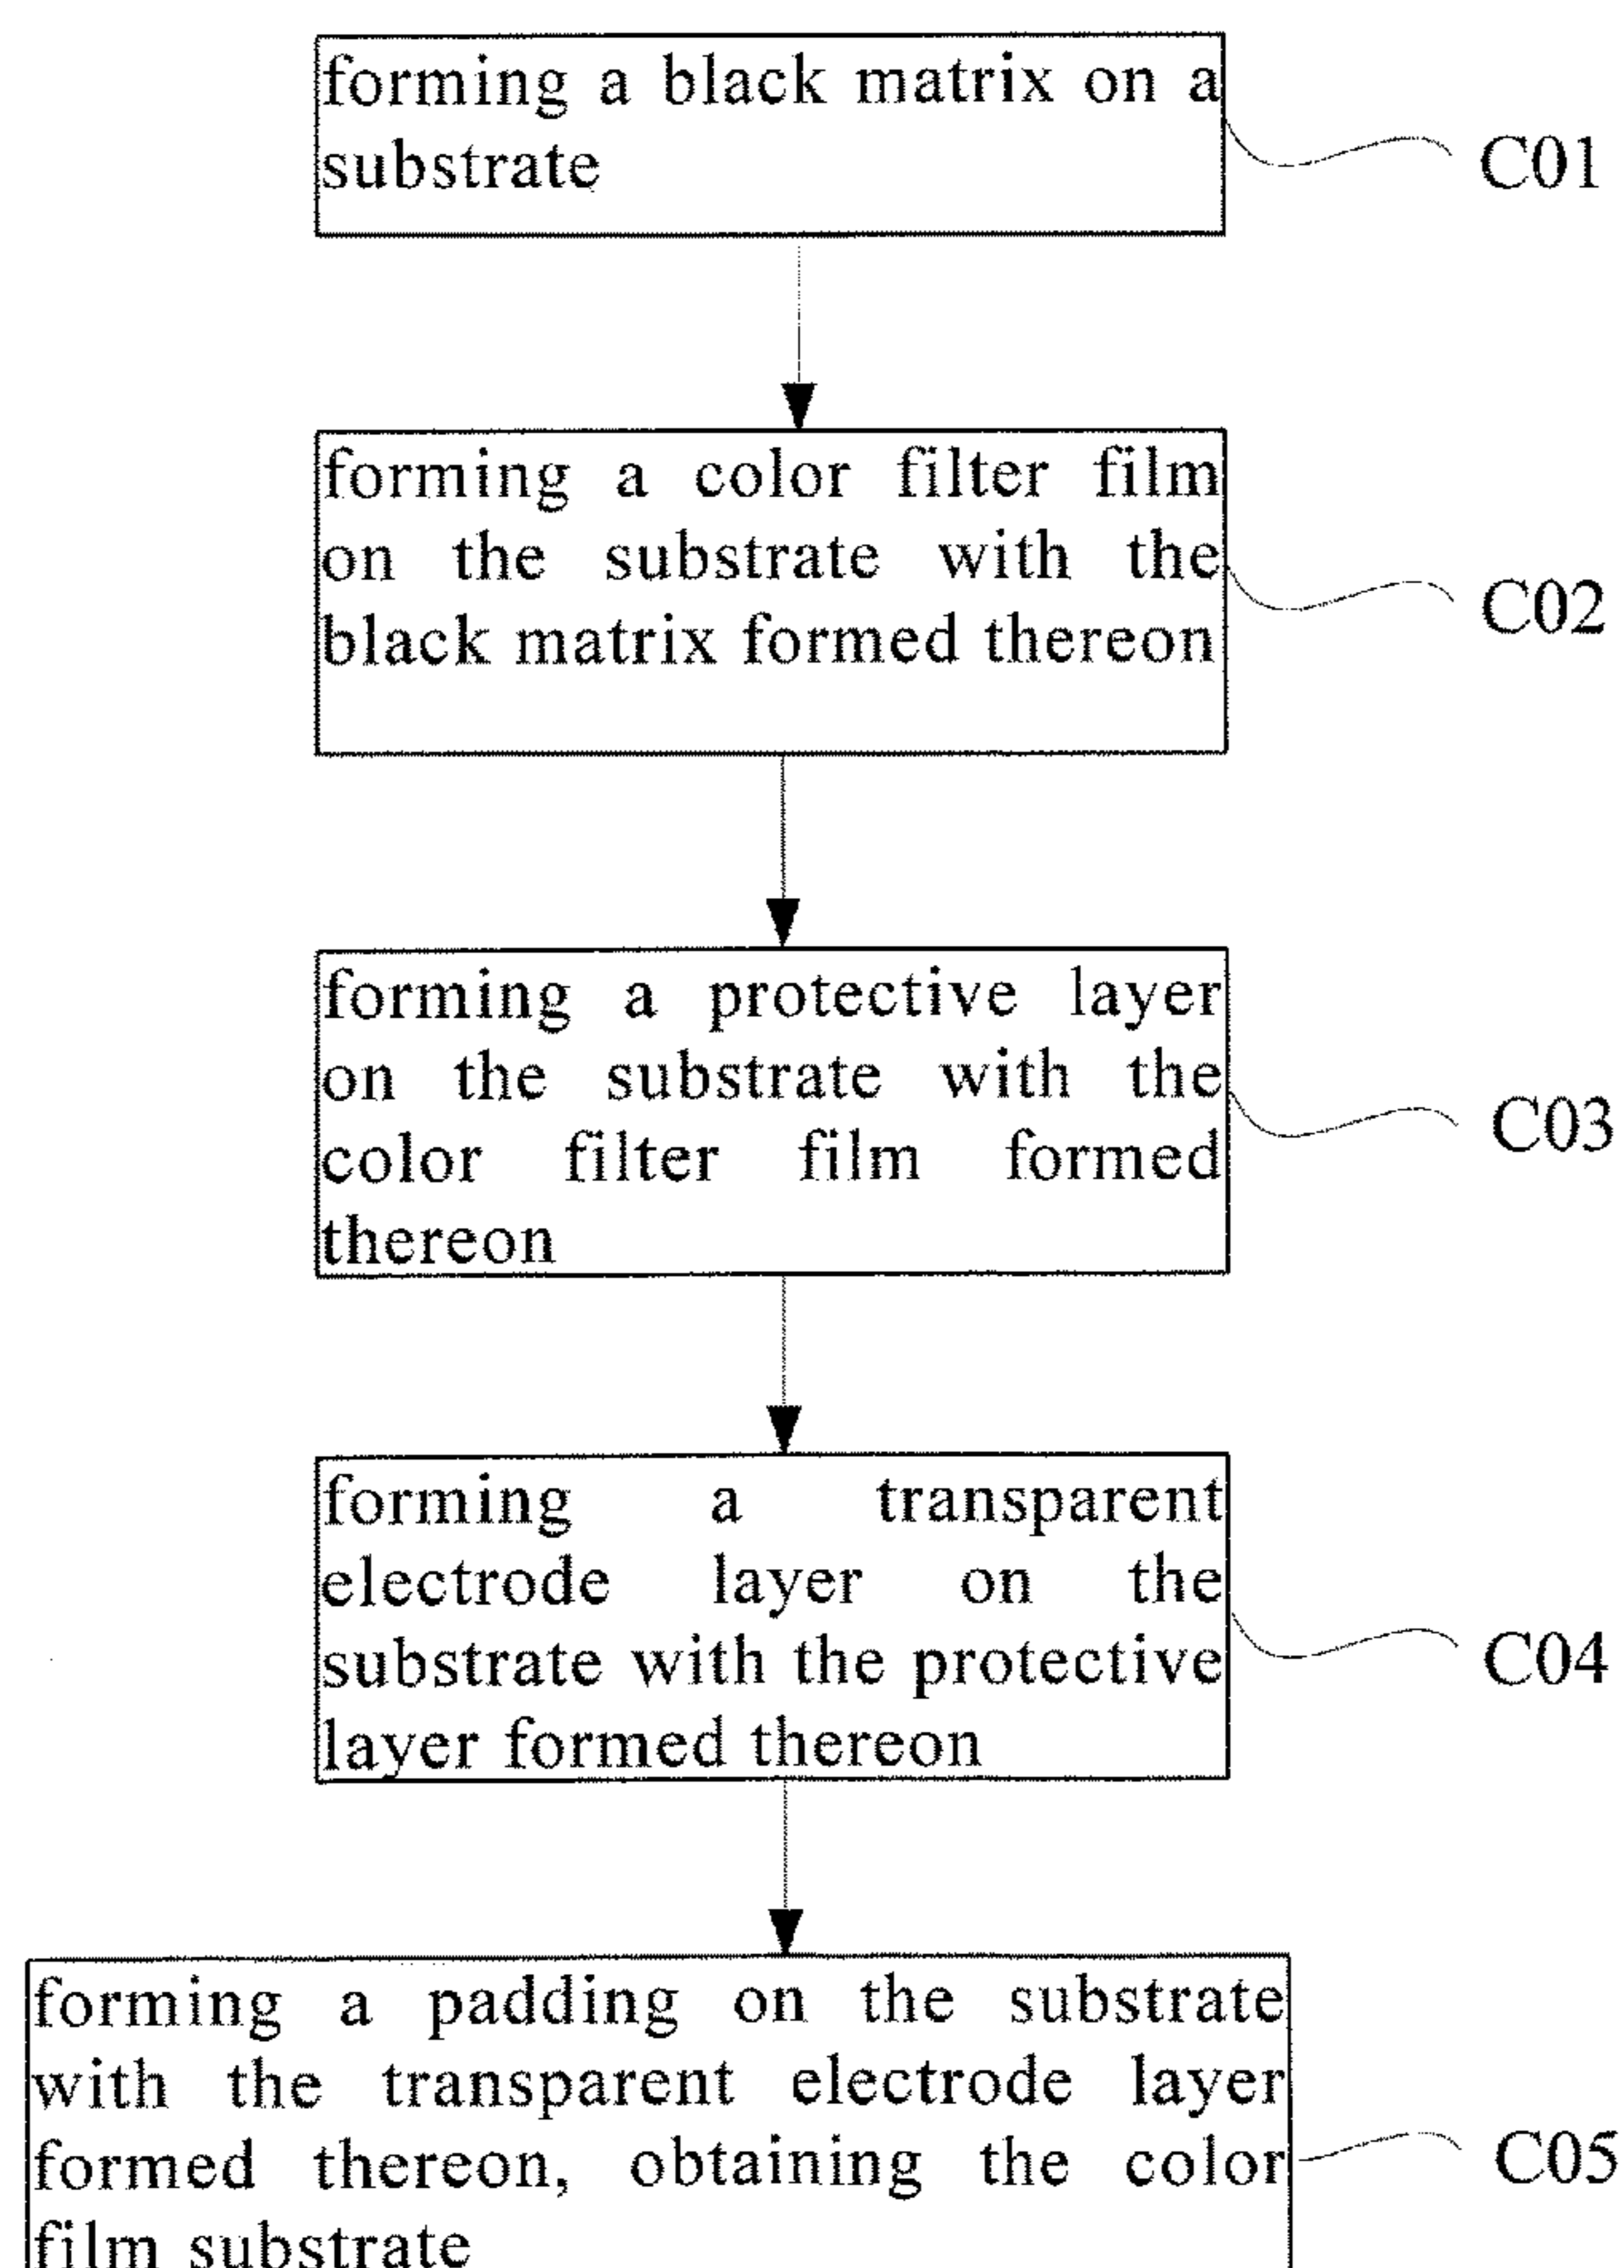 forming a black matrix on a
substrate
C01
forming a color filter film
on the substrate with the
black matrix formed thereon
C02
forming a protective layer
on the substrate with the
color filter film formed
thereon
C03
forming a transparent
electrode layer on the
substrate with the protective
layer formed thereon
C04
forming a padding on the substrate
with the transparent electrode layer
formed thereon, obtaining the color
film substrate
C05